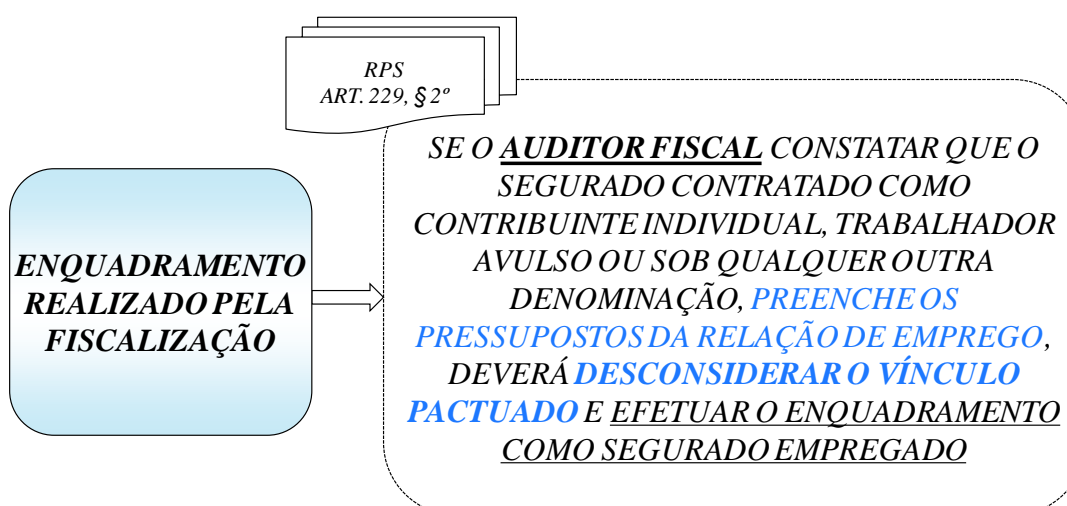 RPS
ART. 229, § 2º
SE O AUDITOR FISCAL CONSTATAR QUE O
SEGURADO CONTRATADO COMO
CONTRIBUINTE INDIVIDUAL, TRABALHADOR
AVULSO OU SOB QUALQUER OUTRA
DENOMINAÇÃO, PREENCHE OS
PRESSUPOSTOS DA RELAÇÃO DE EMPREGO,
DEVERÁ DESCONSIDERAR O VÍNCULO
PACTUADO E EFETUAR O ENQUADRAMENTO
COMO SEGURADO EMPREGADO
ENQUADRAMENTO
REALIZADO PELA
FISCALIZAÇÃO